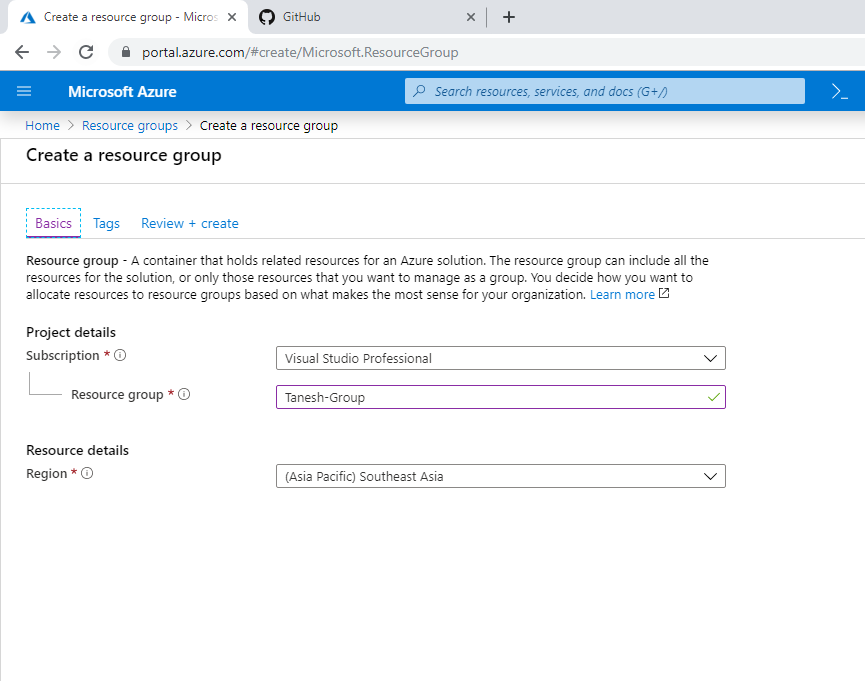 Create a resource group - Micros
GitHub
portal.azure.com/#create/Microsoft.ResourceGroup
Microsoft Azure
Search resources, services, and docs (G+/)
Home > Resource groups > Create a resource group
Create a resource group
Basics Tags Review + create
Resource group - A container that holds related resources for an Azure solution. The resource group can include all the
resources for the solution, or only those resources that you want to manage as a group. You decide how you want to
allocate resources to resource groups based on what makes the most sense for your organization. Learn more
Project details
Subscription *
Visual Studio Professional
Resource group *
Tanesh-Group
Resource details
Region *
(Asia Pacific) Southeast Asia